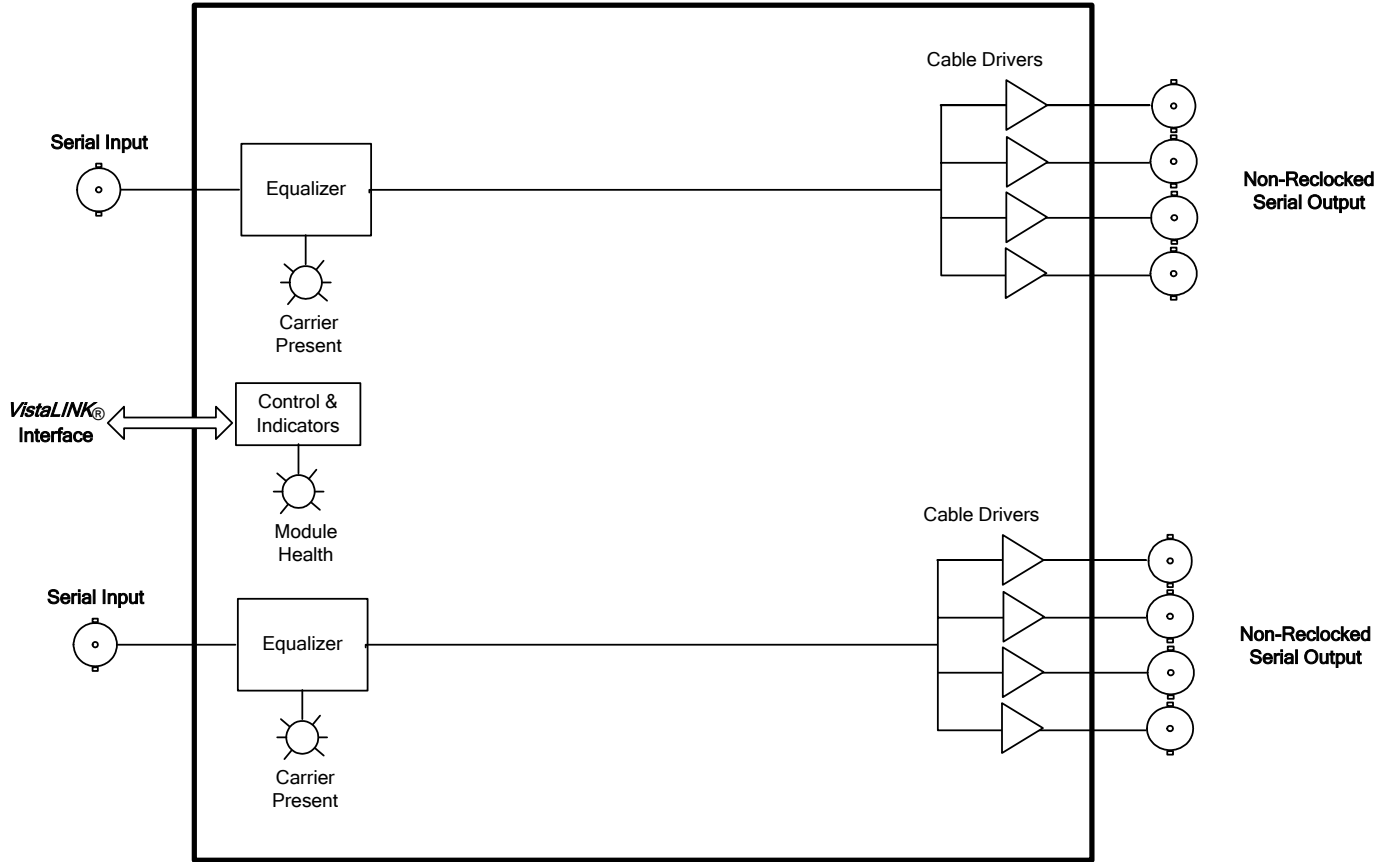 Cable Drivers
Serial Input
Equalizer
Non-Reclocked
Serial Output
Carrier
Present
VistaLINK®
Interface
Control &
Indicators
Module
Health
Cable Drivers
Serial Input
Equalizer
Non-Reclocked
Serial Output
Carrier
Present